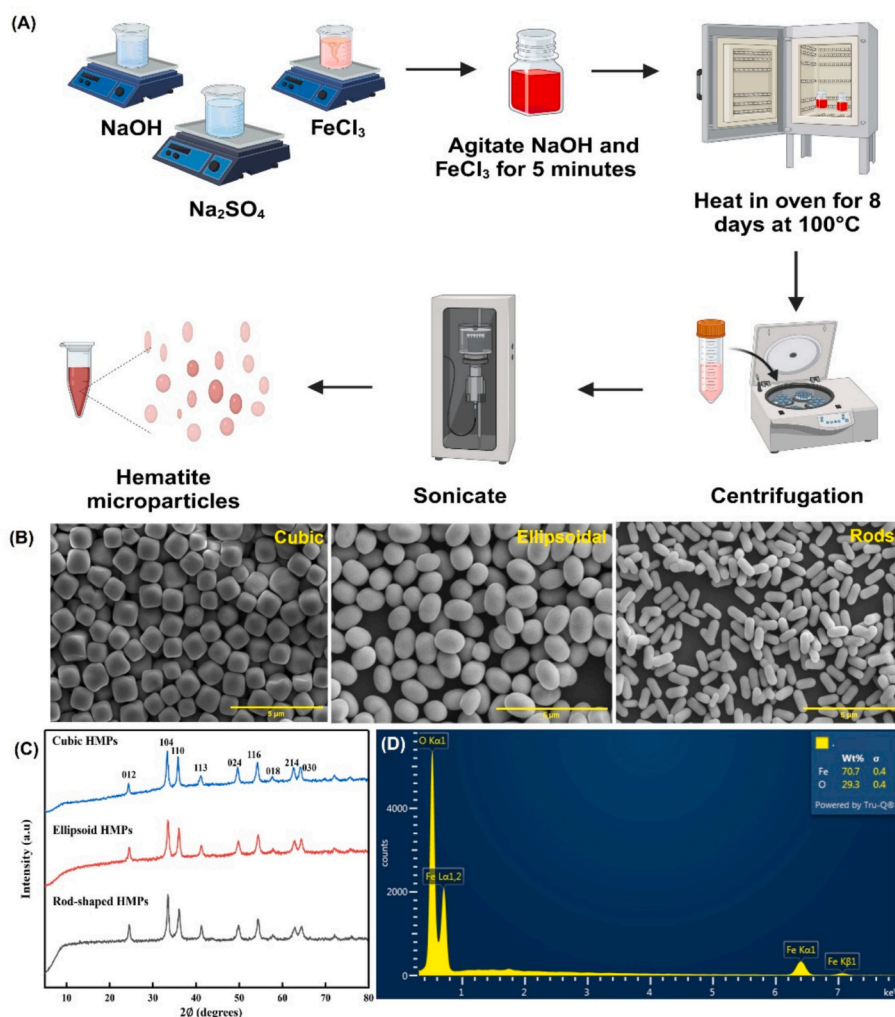 (A)
NaOH
FeCl₃
Na₂SO₄
Agitate NaOH and
FeCl₃ for 5 minutes
Heat in oven for 8
days at 100°C
Hematite
microparticles
Sonicate
Centrifugation
(B)
Cubic
5 µm
Ellipsoidal
5 µm
Rods
5 µm
(C)
Cubic HMPs
012
104
110
113
024
116
018
214
030
Ellipsoid HMPs
Rod-shaped HMPs
Intensity (a.u)
10 20 30 40 50 60 70 80
2Ø (degrees)
(D)
O Kα1
Fe Lα1,2
Fe Kα1
Fe Kβ1
Wt% σ
Fe 70.7 0.4
O 29.3 0.4
Powered by Tru-Q®
counts
4000
2000
0
1 2 3 4 5 6 7 keV